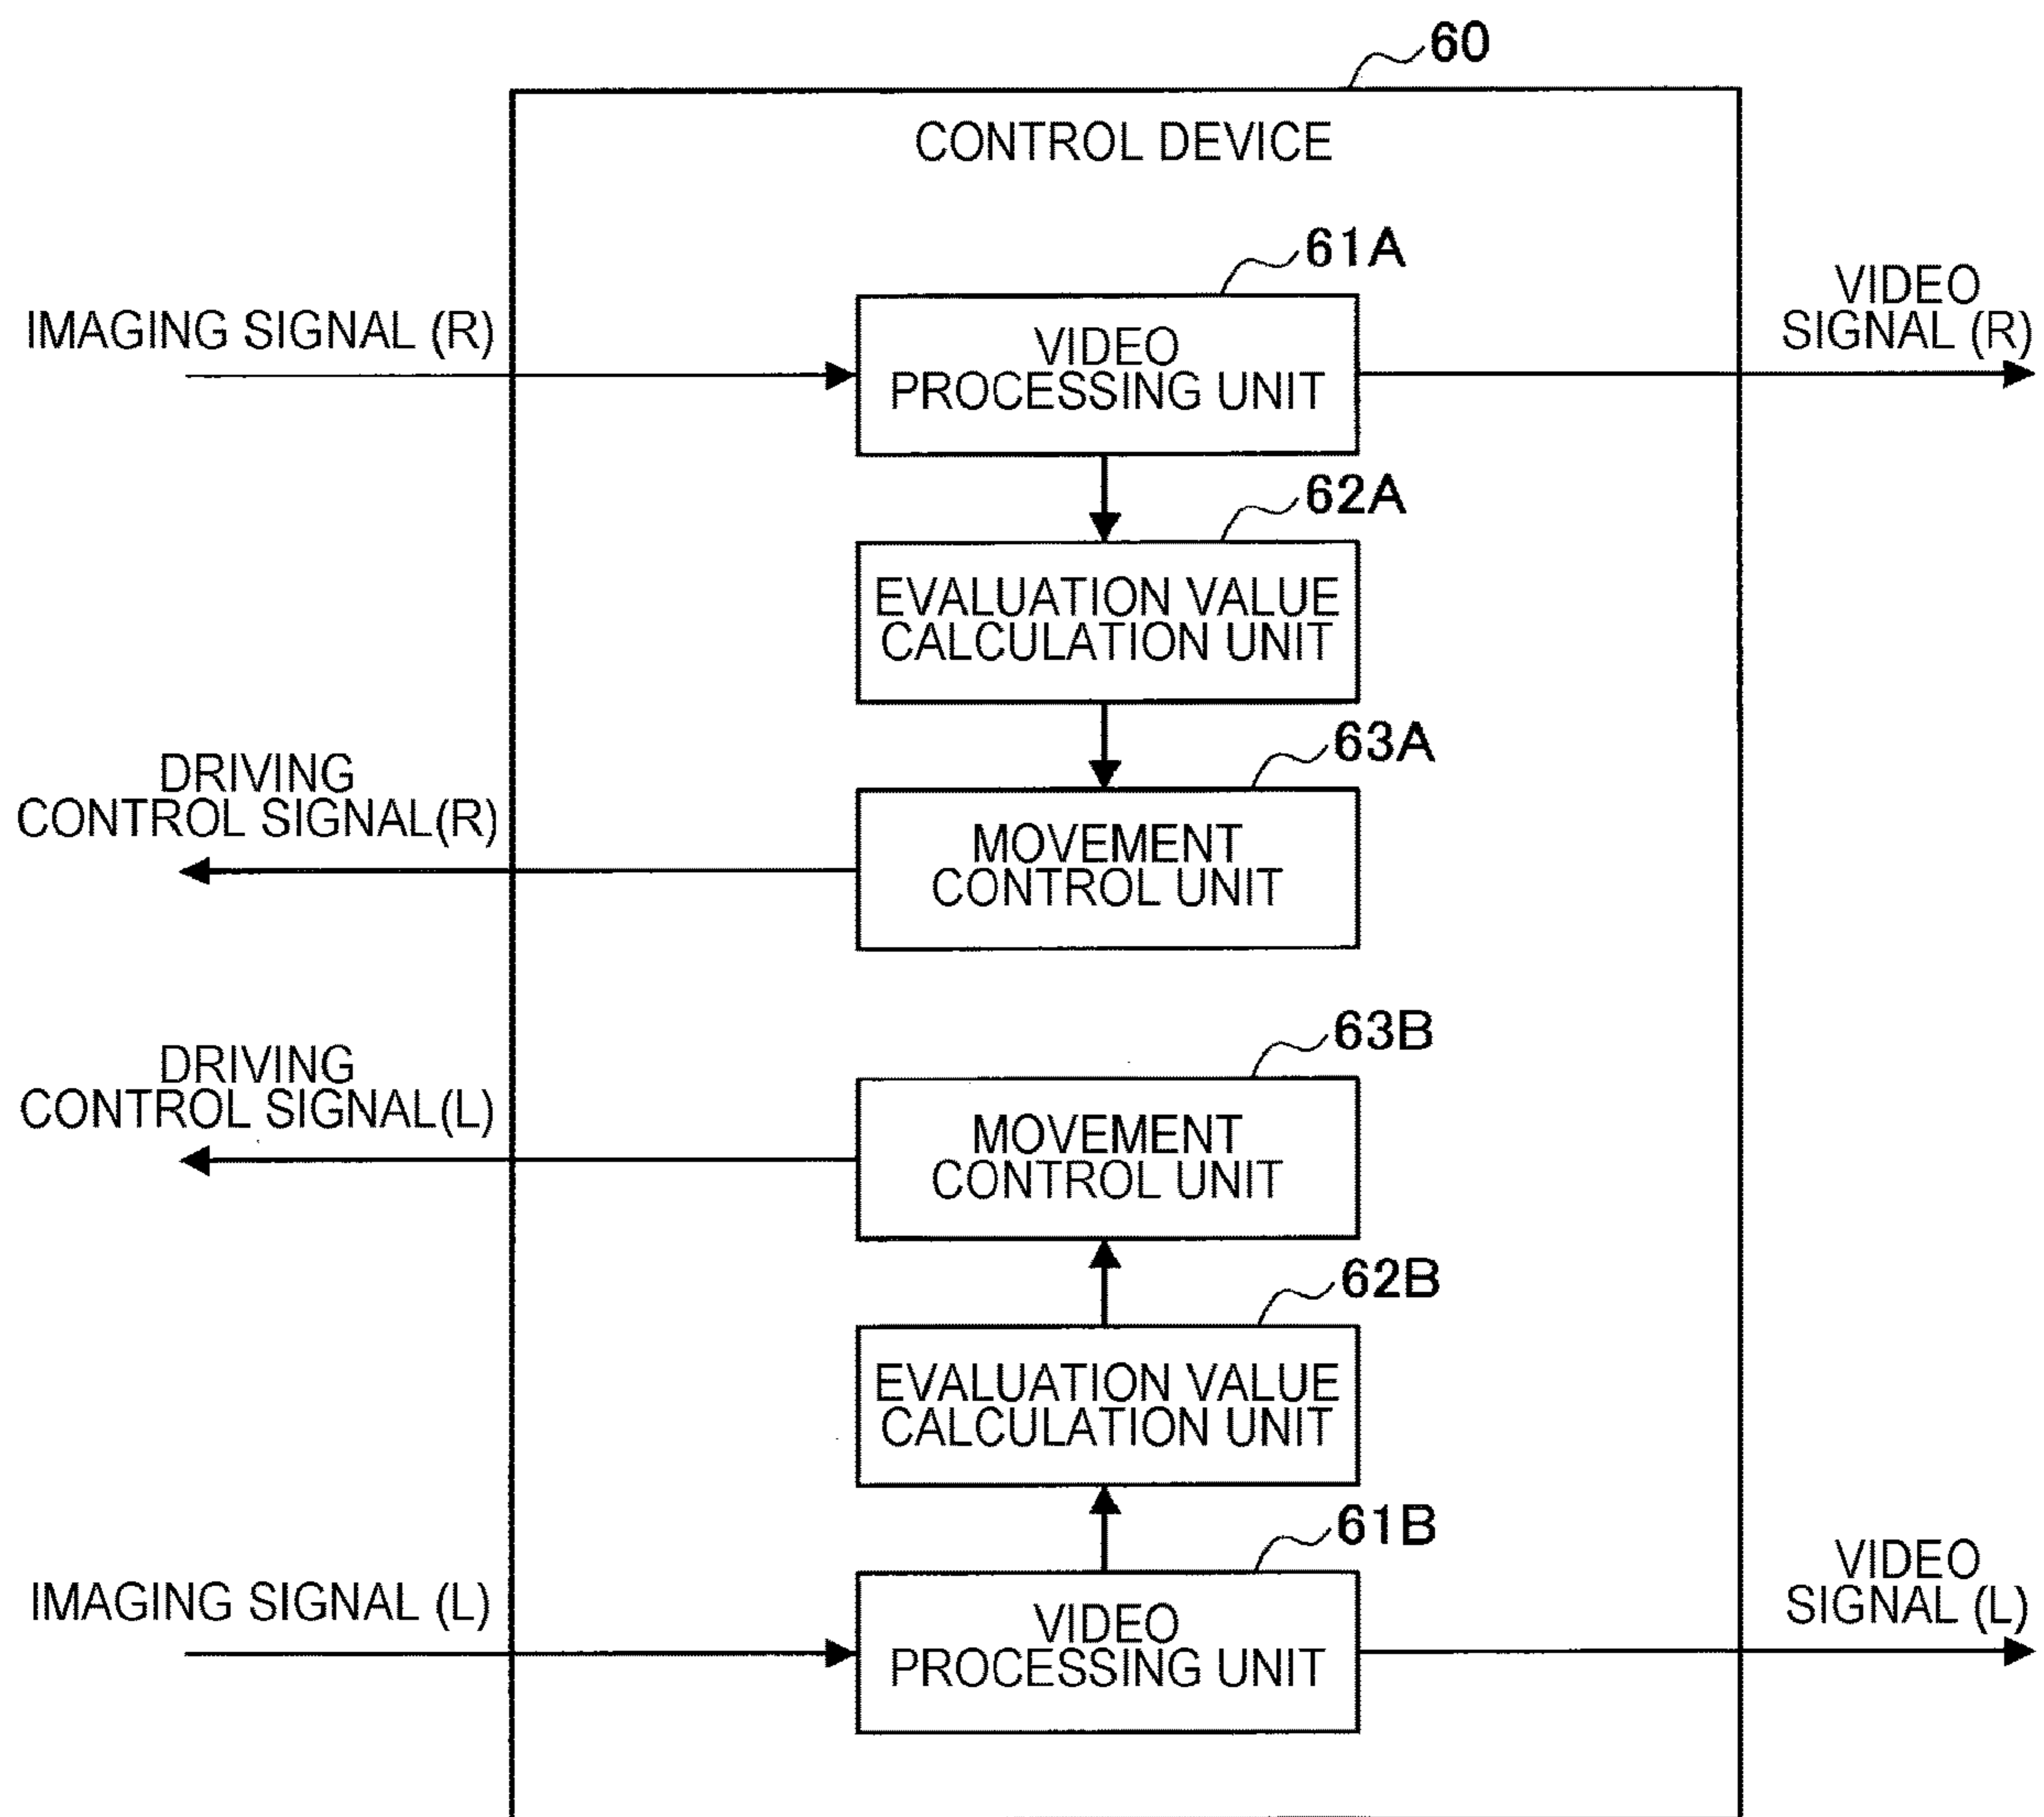 60
CONTROL DEVICE
61A
IMAGING SIGNAL (R)
VIDEO
PROCESSING UNIT
VIDEO
SIGNAL (R)
62A
EVALUATION VALUE
CALCULATION UNIT
63A
DRIVING
CONTROL SIGNAL(R)
MOVEMENT
CONTROL UNIT
63B
DRIVING
CONTROL SIGNAL(L)
MOVEMENT
CONTROL UNIT
62B
EVALUATION VALUE
CALCULATION UNIT
61B
IMAGING SIGNAL (L)
VIDEO
PROCESSING UNIT
VIDEO
SIGNAL (L)